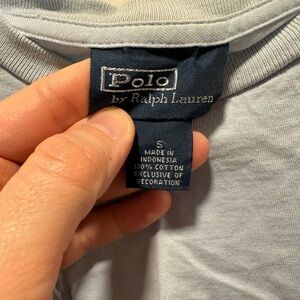 Polo
by Ralph Lauren
S
MADE IN
INDONESIA
100% COTTON
EXCLUSIVE OF
DECORATION